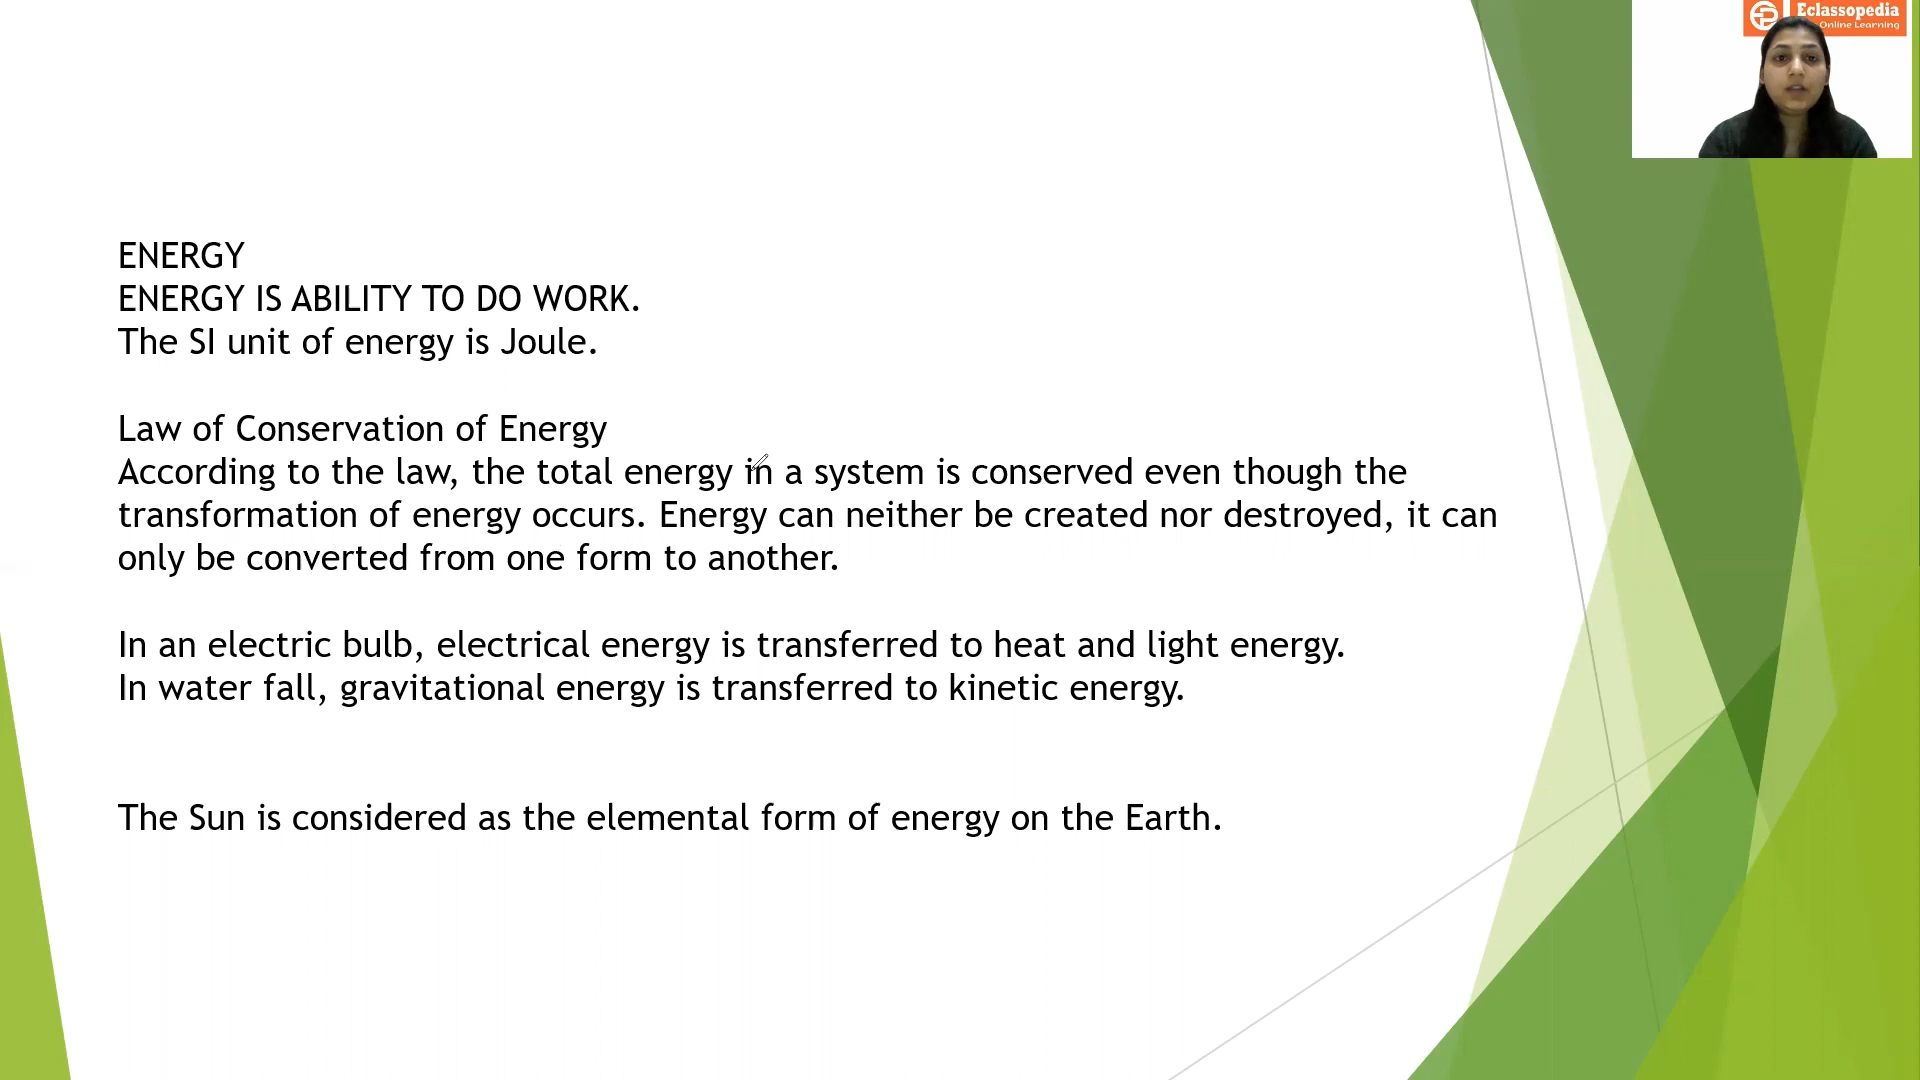 Eclassopedia
Online Learning
ENERGY
ENERGY IS ABILITY TO DO WORK.
The SI unit of energy is Joule.
Law of Conservation of Energy
According to the law, the total energy in a system is conserved even though the
transformation of energy occurs. Energy can neither be created nor destroyed, it can
only be converted from one form to another.
In an electric bulb, electrical energy is transferred to heat and light energy.
In water fall, gravitational energy is transferred to kinetic energy.
The Sun is considered as the elemental form of energy on the Earth.